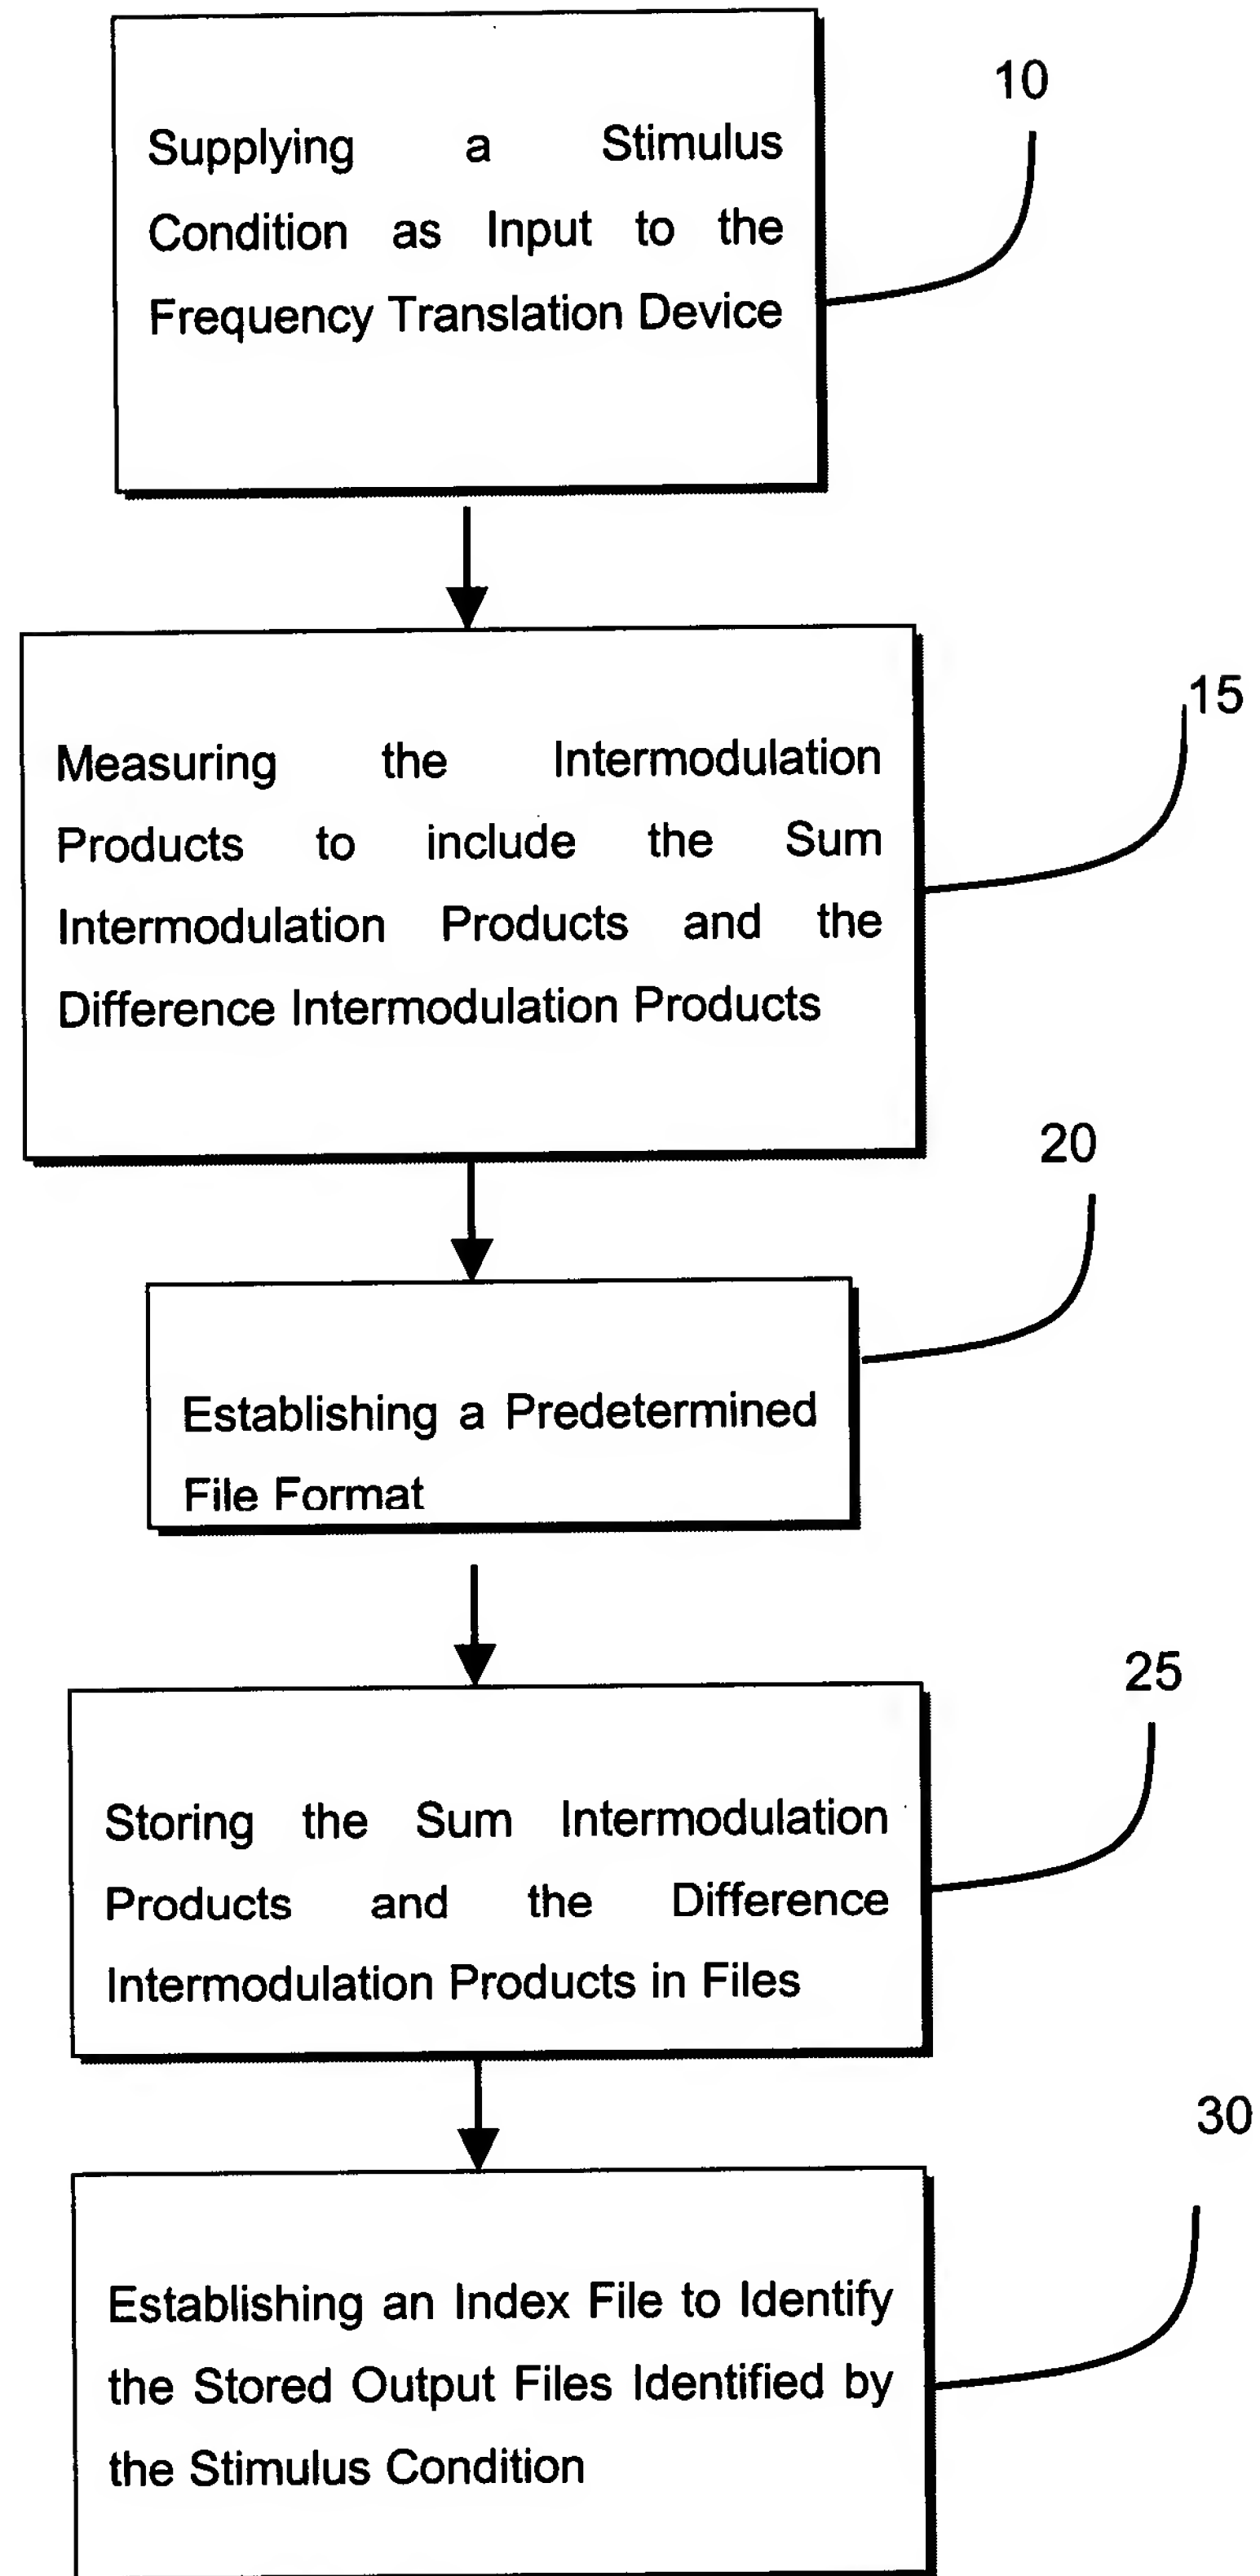 10
Supplying a Stimulus
Condition as Input to the
Frequency Translation Device
15
Measuring the Intermodulation
Products to include the Sum
Intermodulation Products and the
Difference Intermodulation Products
20
Establishing a Predetermined
File Format
25
Storing the Sum Intermodulation
Products and the Difference
Intermodulation Products in Files
30
Establishing an Index File to Identify
the Stored Output Files Identified by
the Stimulus Condition